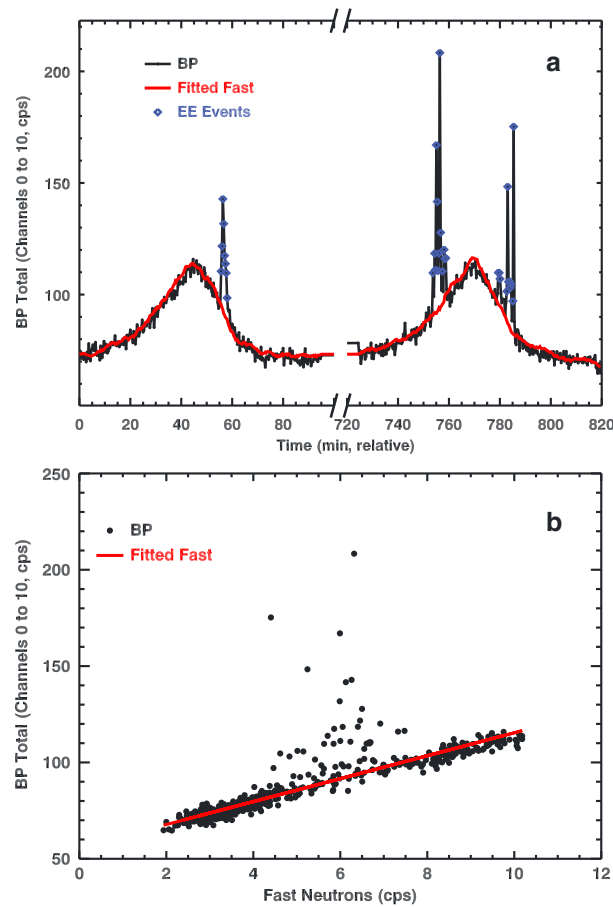 a
BP
Fitted Fast
EE Events
200
150
100
BP Total (Channels 0 to 10, cps)
0 20 40 60 80 720 740 760 780 800 820
Time (min, relative)
250
b
BP
Fitted Fast
200
150
100
50
BP Total (Channels 0 to 10, cps)
0 2 4 6 8 10 12
Fast Neutrons (cps)